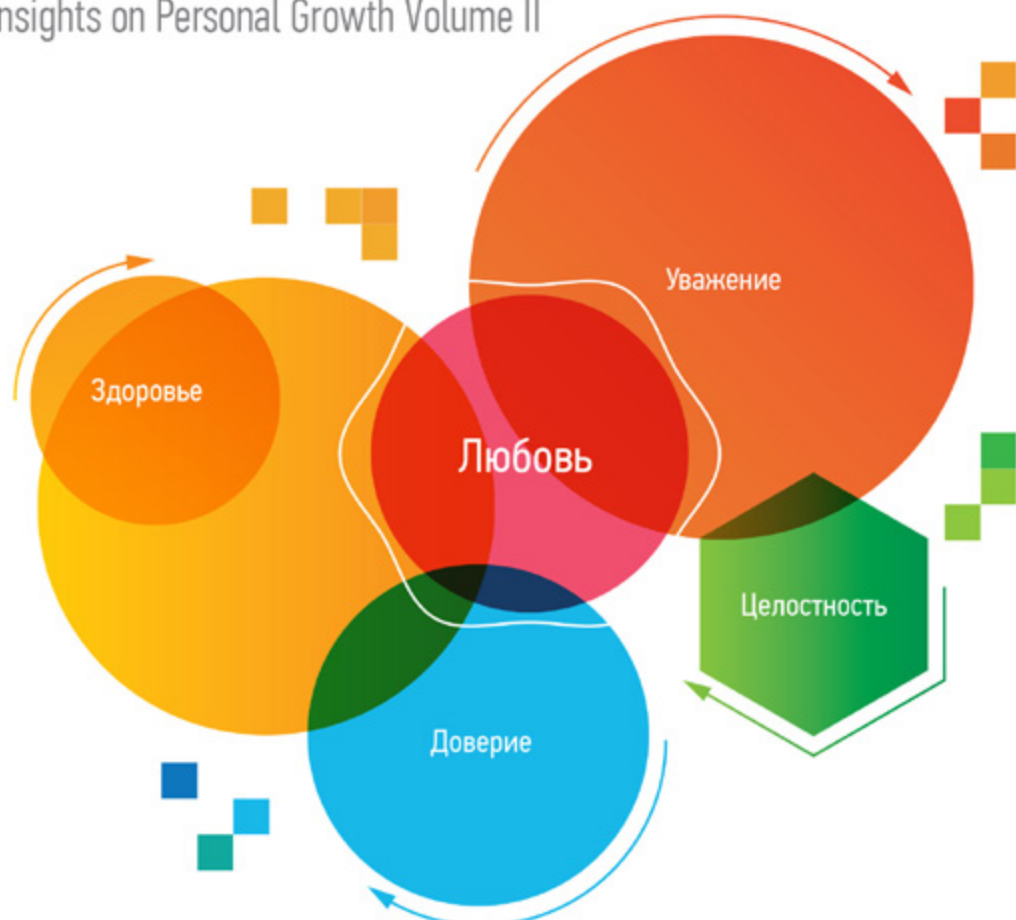 nsights on Personal Growth Volume II
Уважение
Здоровье
Любовь
Целостность
Доверие